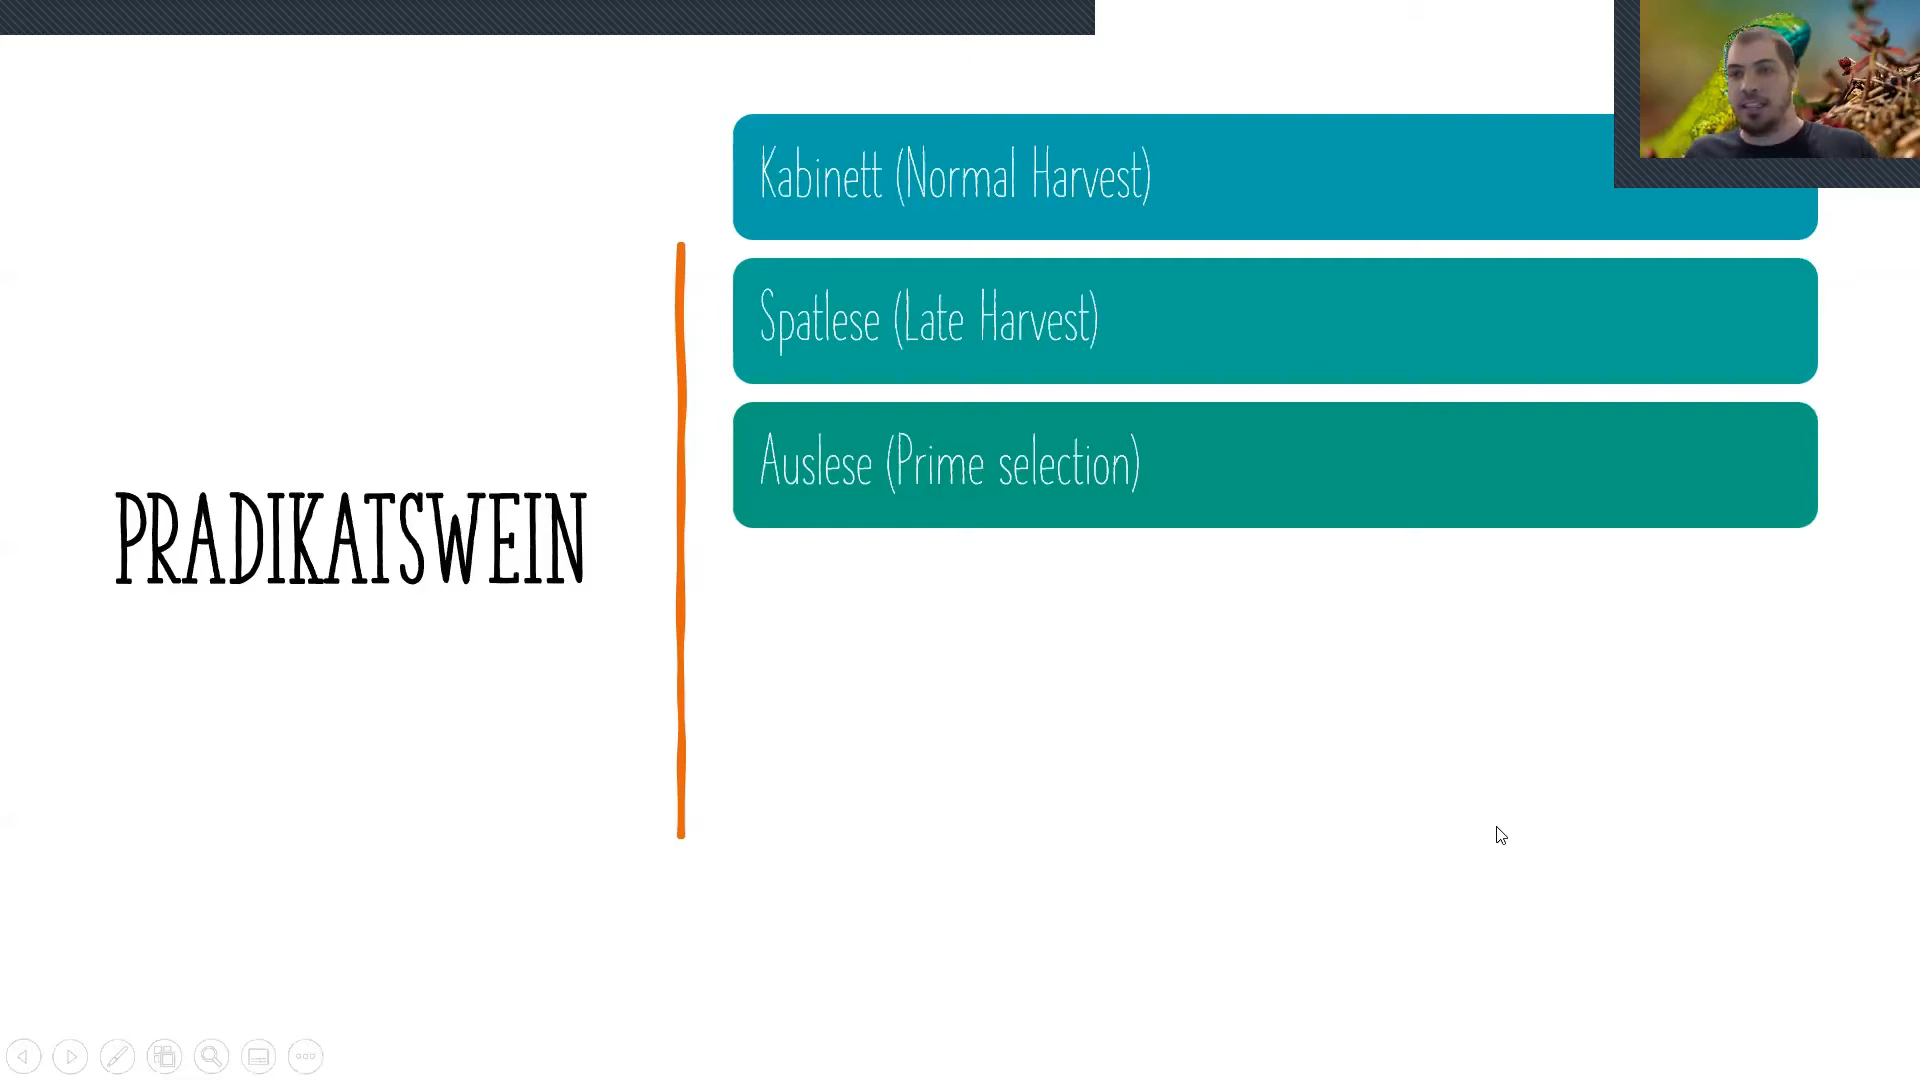 Kabinett (Normal Harvest)
Spatlese (Late Harvest)
Auslese (Prime selection)
PRADIKATSWEIN